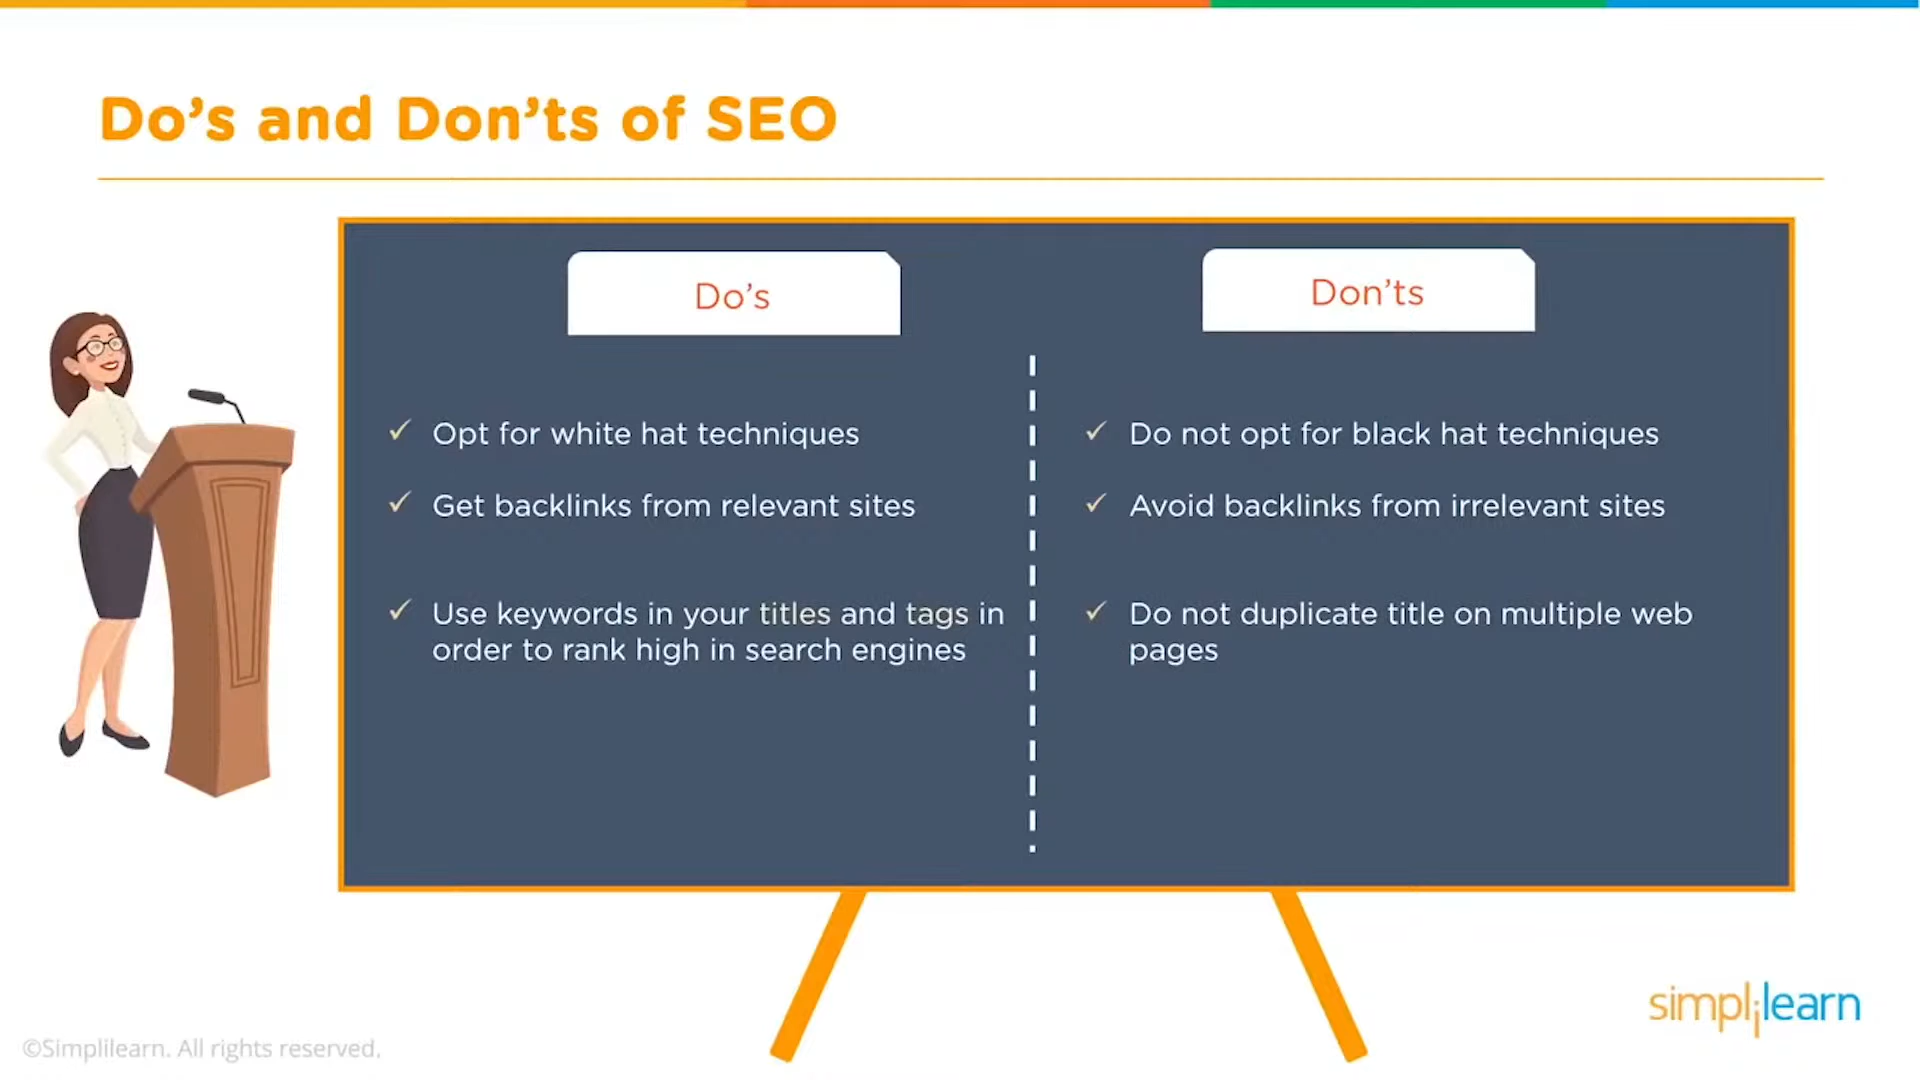 Do’s and Don’ts of SEO
Do’s
Opt for white hat techniques
Get backlinks from relevant sites
Use keywords in your titles and tags in
order to rank high in search engines
Don’ts
Do not opt for black hat techniques
Avoid backlinks from irrelevant sites
Do not duplicate title on multiple web
pages
simplilearn
©Simplilearn. All rights reserved.